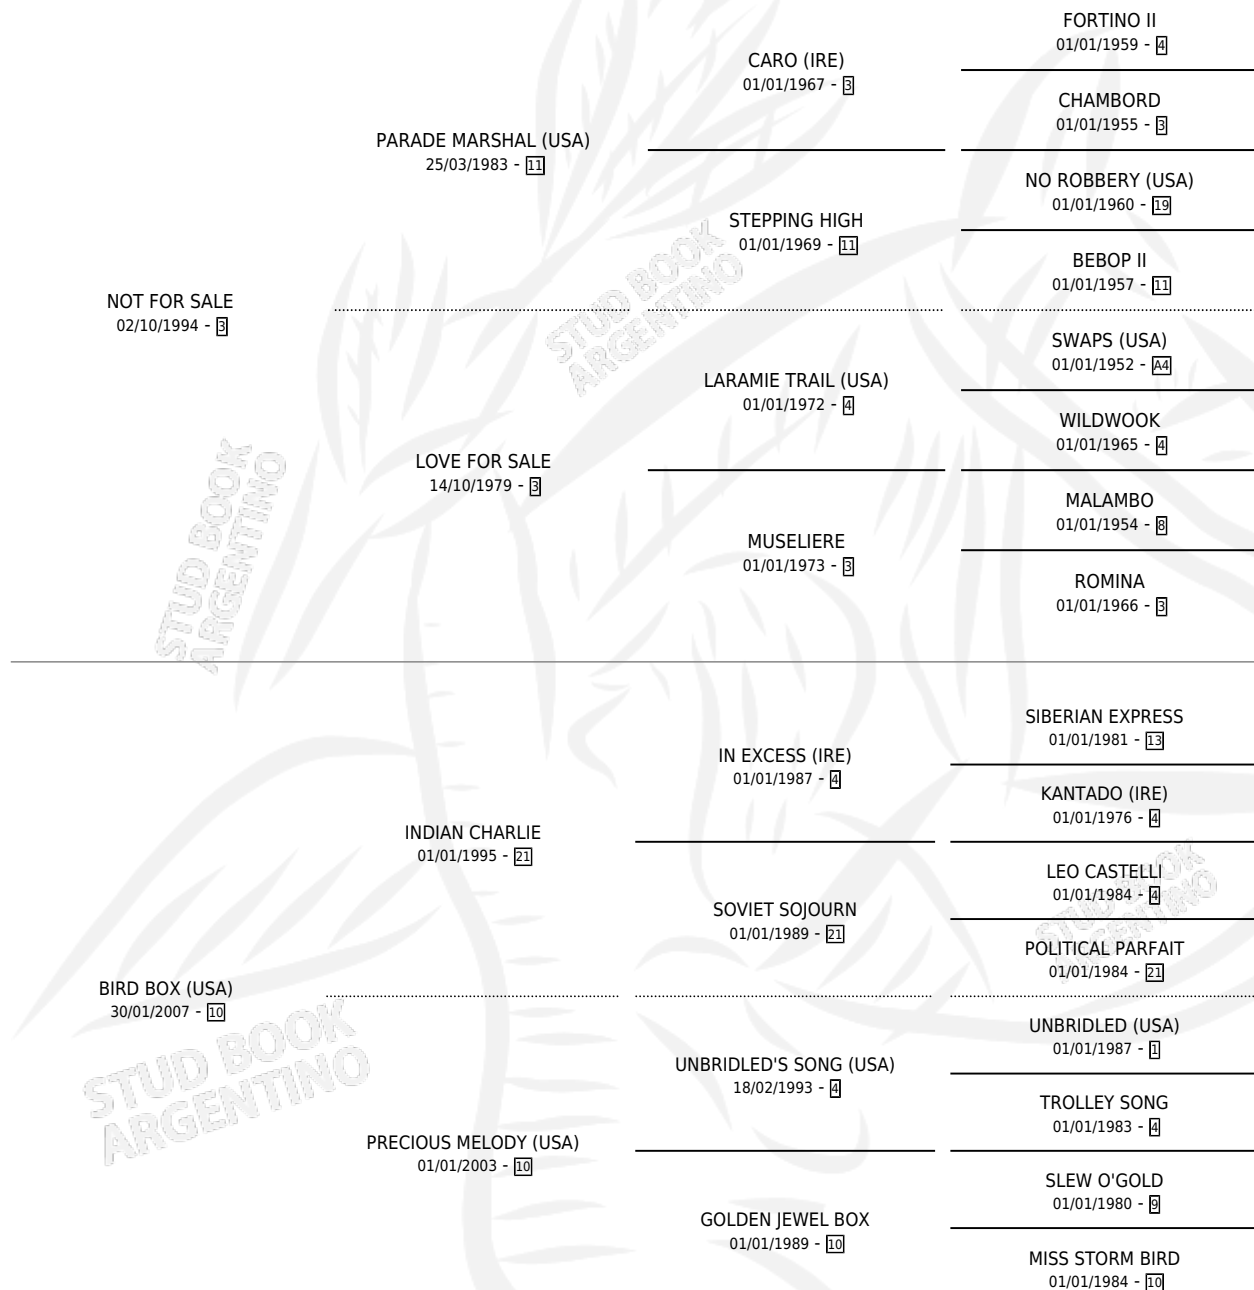 FORTINO II
01/01/1959 - 4
CARO (IRE)
01/01/1967 - 3
CHAMBORD
01/01/1955 - 3
PARADE MARSHAL (USA)
25/03/1983 - 11
NO ROBBERY (USA)
01/01/1960 - 19
STEPPING HIGH
01/01/1969 - 11
BEBOP II
01/01/1957 - 11
NOT FOR SALE
02/10/1994 - 3
SWAPS (USA)
01/01/1952 - A4
LARAMIE TRAIL (USA)
01/01/1972 - 4
WILDWOOK
01/01/1965 - 4
LOVE FOR SALE
14/10/1979 - 3
MALAMBO
01/01/1954 - 8
MUSELIERE
01/01/1973 - 3
ROMINA
01/01/1966 - 3
STUD BOOK
ARGENTINO
STUD BOOK
ARGENTINO
SIBERIAN EXPRESS
01/01/1981 - 13
IN EXCESS (IRE)
01/01/1987 - 4
KANTADO (IRE)
01/01/1976 - 4
INDIAN CHARLIE
01/01/1995 - 21
LEO CASTELLI
01/01/1984 - 4
SOVIET SOJOURN
01/01/1989 - 21
POLITICAL PARFAIT
01/01/1984 - 21
BIRD BOX (USA)
30/01/2007 - 10
UNBRIDLED (USA)
01/01/1987 - 1
UNBRIDLED'S SONG (USA)
18/02/1993 - 4
TROLLEY SONG
01/01/1983 - 4
PRECIOUS MELODY (USA)
01/01/2003 - 10
SLEW O'GOLD
01/01/1980 - 9
GOLDEN JEWEL BOX
01/01/1989 - 10
MISS STORM BIRD
01/01/1984 - 10
STUD BOOK
ARGENTINO
STUD BOOK
ARGENTINO